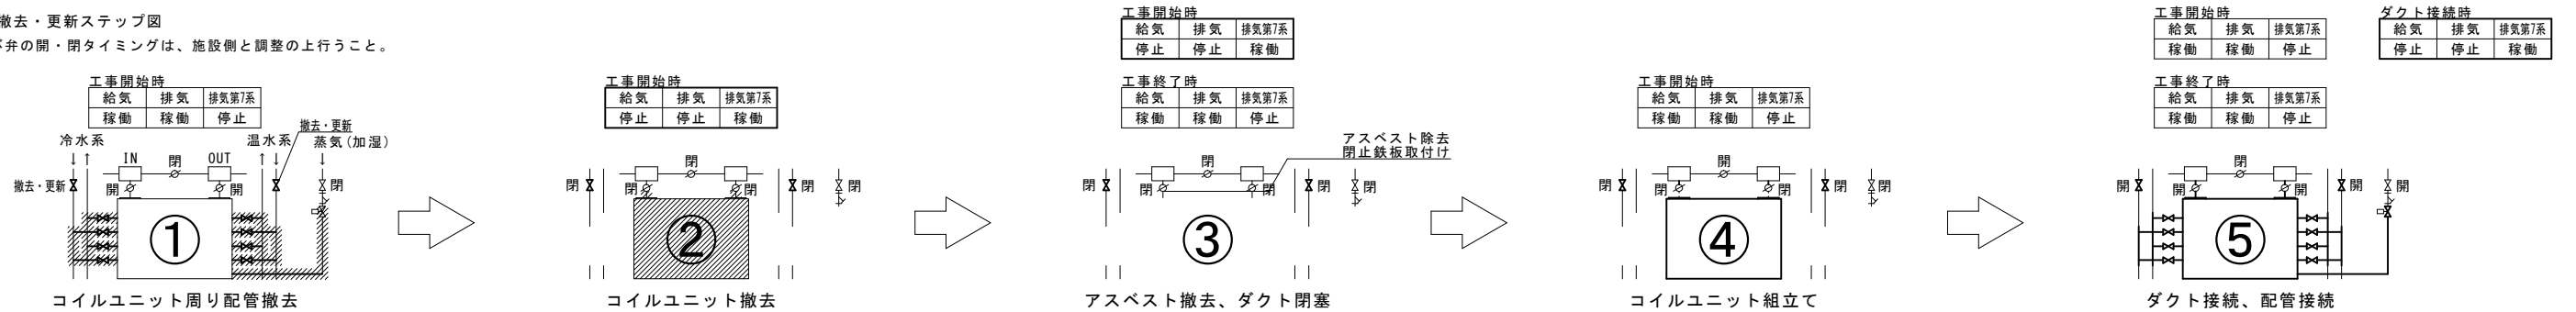 撤去・更新ステップ図
弁の開・閉タイミングは、施設側と調整の上行うこと。
工事開始時
給気 排気 排気第7系
稼働 稼働 停止
冷水系
温水系
撤去・更新
蒸気(加湿)
IN
閉
OUT
撤去・更新
開
開
閉
①
コイルユニット周り配管撤去
工事開始時
給気 排気 排気第7系
停止 停止 稼働
閉
閉
閉
閉
閉
閉
②
コイルユニット撤去
工事開始時
給気 排気 排気第7系
停止 停止 稼働
工事終了時
給気 排気 排気第7系
稼働 稼働 停止
アスベスト除去
閉止鉄板取付け
閉
閉
閉
閉
閉
閉
③
アスベスト撤去、ダクト閉塞
工事開始時
給気 排気 排気第7系
稼働 稼働 停止
開
閉
閉
閉
閉
閉
④
コイルユニット組立て
工事開始時
給気 排気 排気第7系
稼働 稼働 停止
ダクト接続時
給気 排気 排気第7系
停止 停止 稼働
工事終了時
給気 排気 排気第7系
稼働 稼働 停止
閉
開
開
開
開
開
⑤
ダクト接続、配管接続